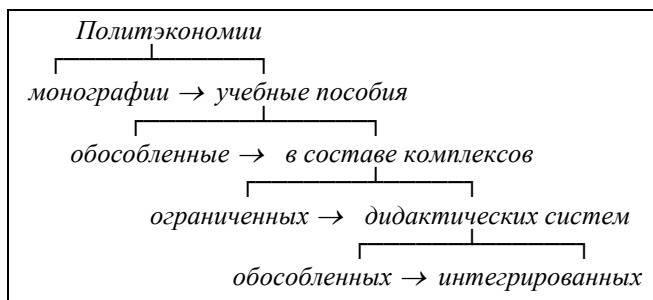 Политэкономии
монографии → учебные пособия
обособленные → в составе комплексов
ограниченных → дидактических систем
обособленных → интегрированных